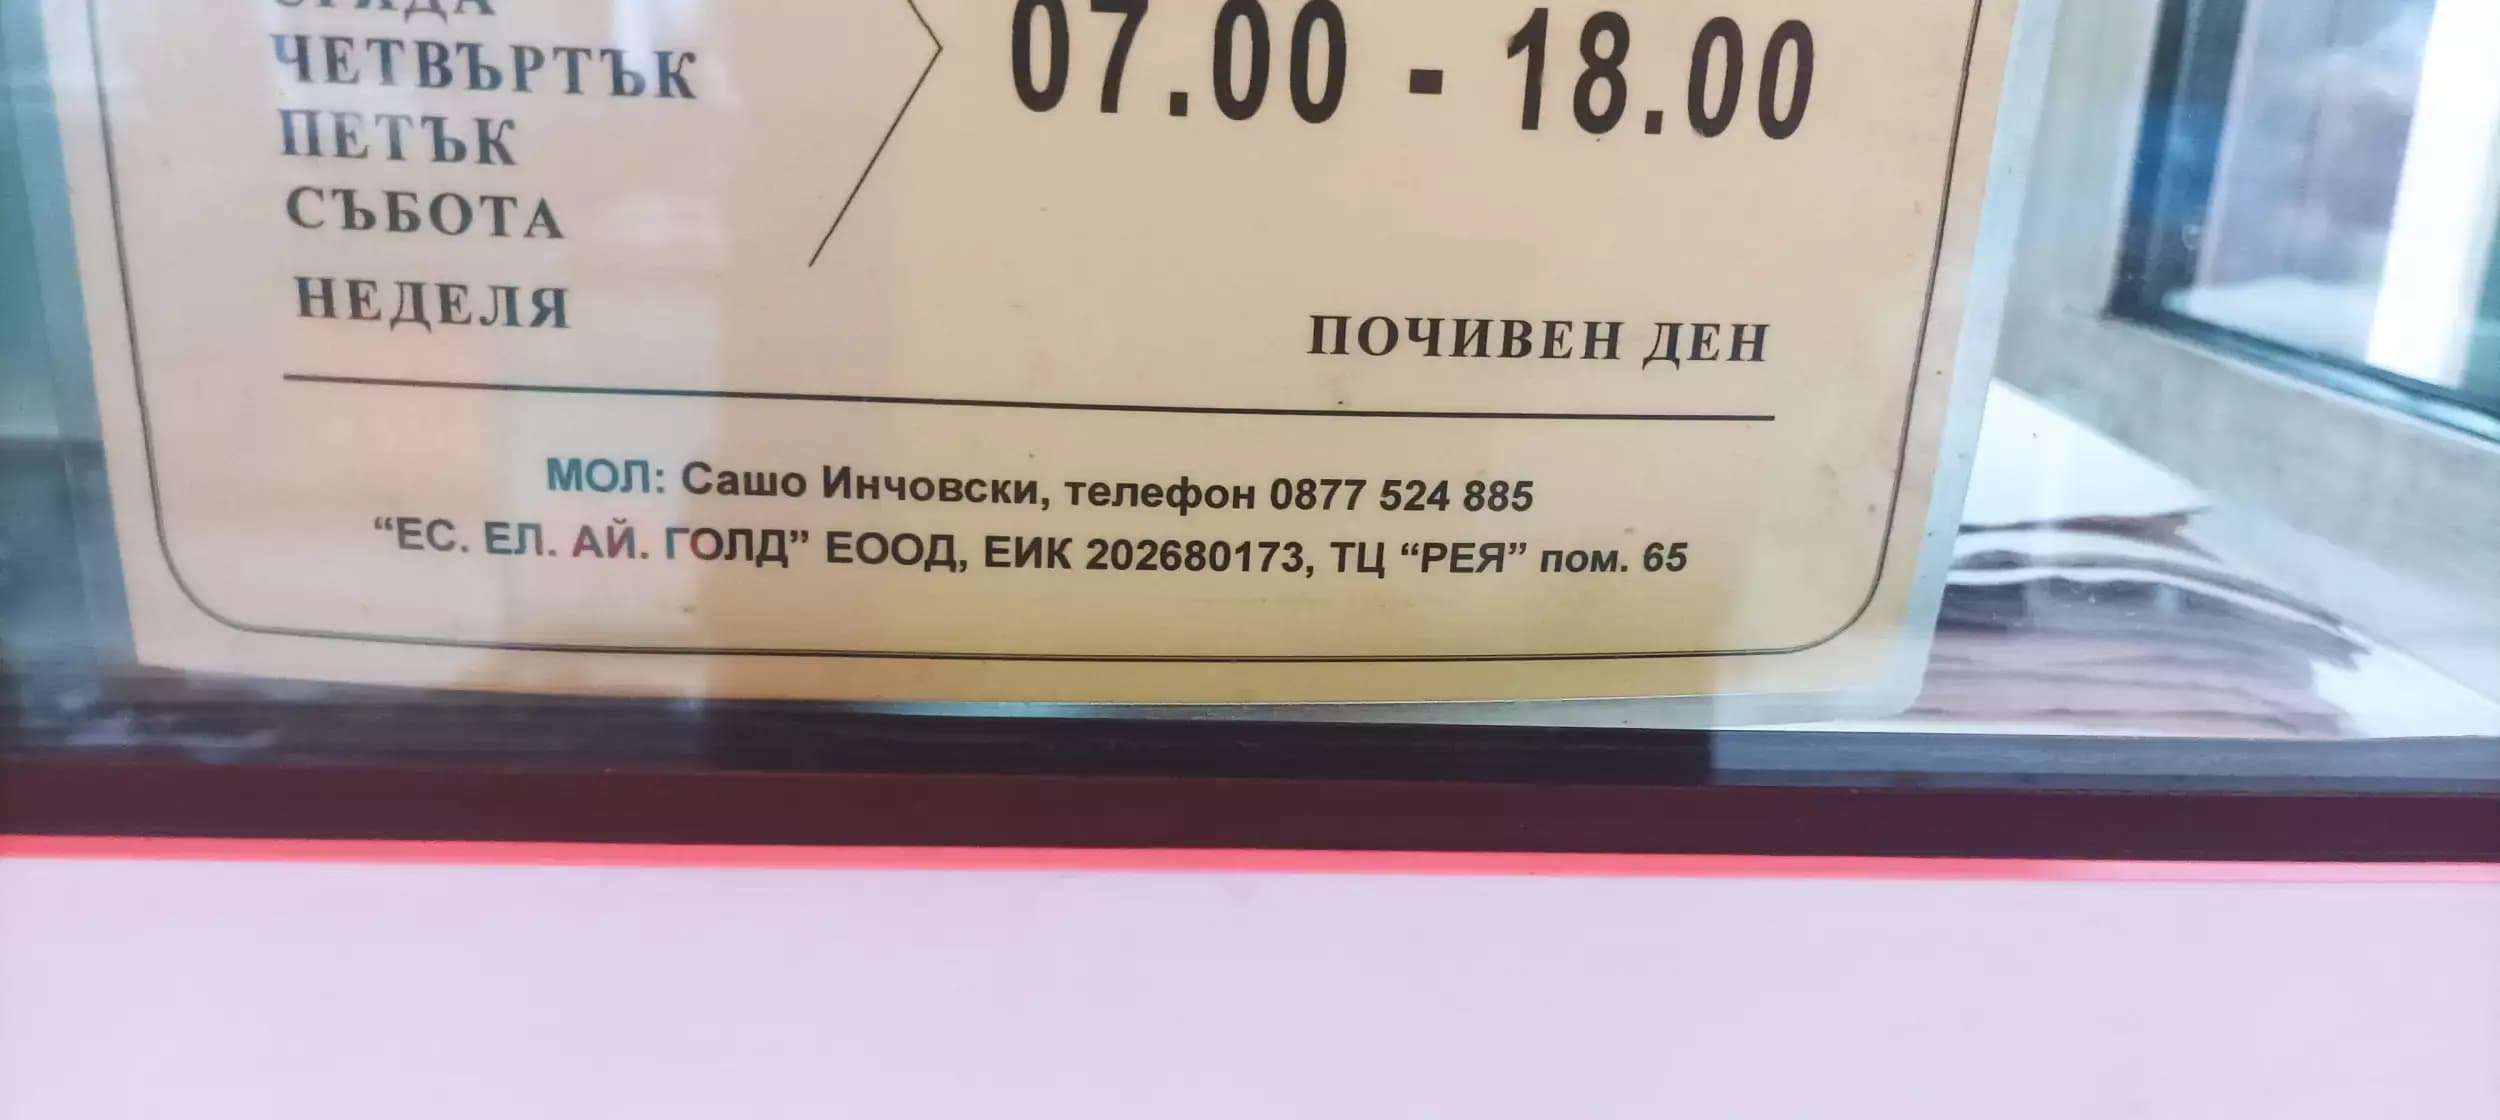 СРЯДА
ЧЕТВЪРТЪК
07.00 - 18.00
ПЕТЪК
СЪБОТА
НЕДЕЛЯ
ПОЧИВЕН ДЕН
МОЛ: Сашо Инчовски, телефон 0877 524 885
“ЕС. ЕЛ. АЙ. ГОЛД” ЕООД, ЕИК 202680173, ТЦ “РЕЯ” пом. 65